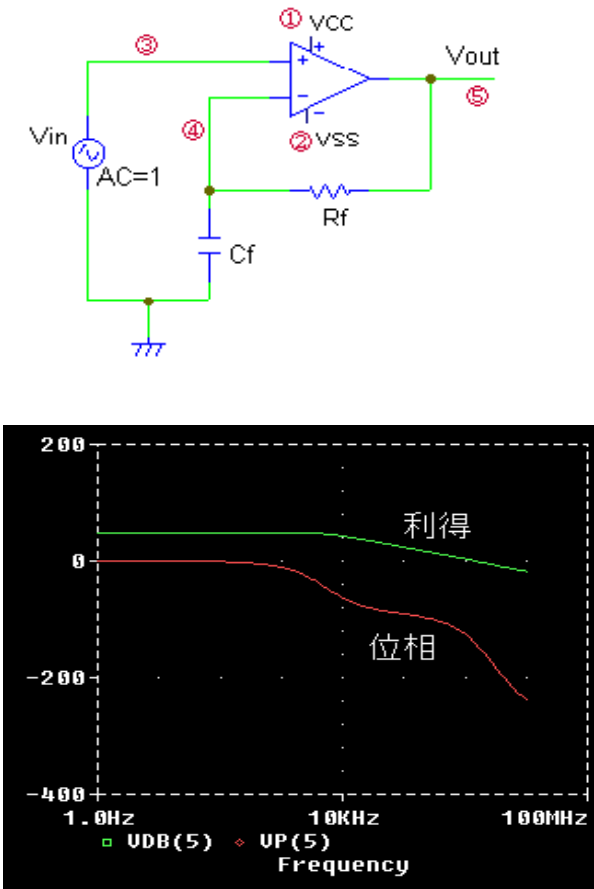 ① VCC
+
③
+
Vout
⑤
−
④
② VSS
−
Vin
AC=1
Rf
Cf
200
利得
0
位相
-200
-400
1.0Hz 10KHz 100MHz
VDB(5) VP(5)
Frequency